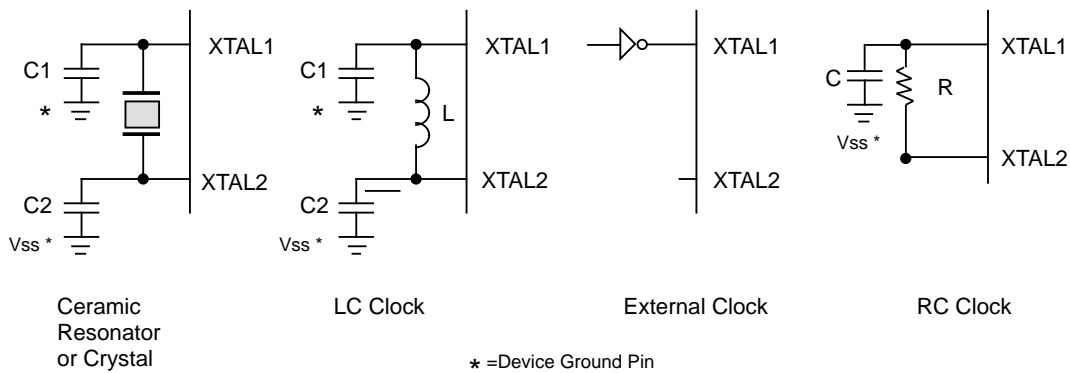 XTAL1
C1
*
XTAL2
C2
Vss *
Ceramic
Resonator
or Crystal
XTAL1
C1
*
L
XTAL2
C2
Vss *
LC Clock
XTAL1
XTAL2
External Clock
XTAL1
C
R
Vss *
XTAL2
RC Clock
* =Device Ground Pin